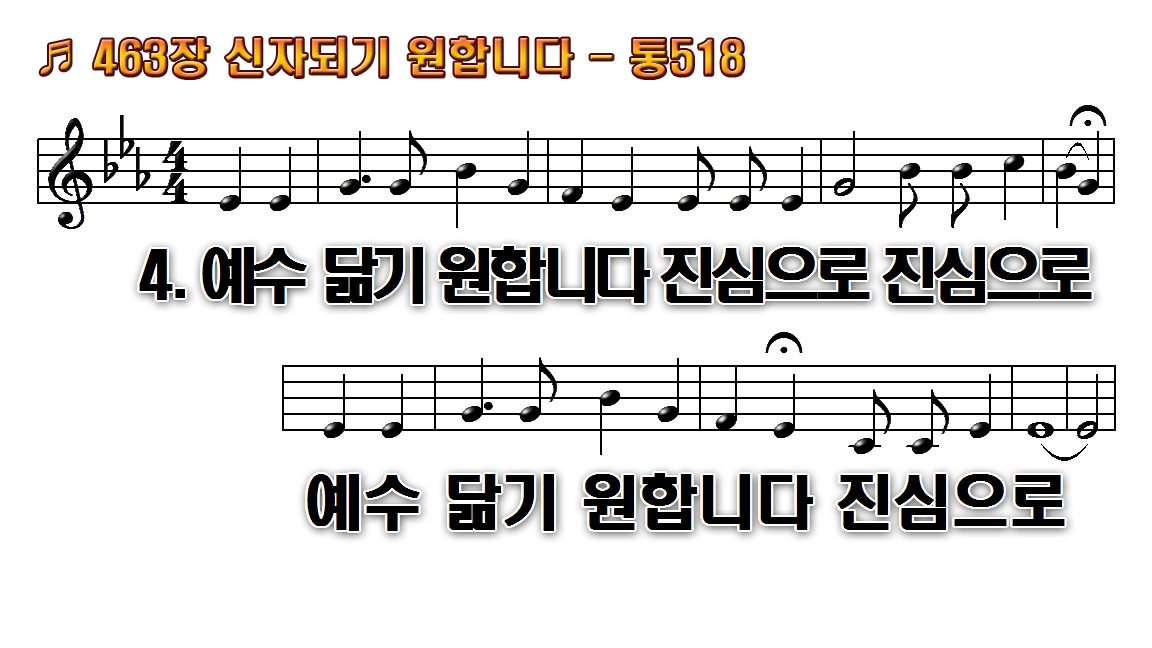 ♬ 463장 신자되기 원합니다 - 통518
4. 예수 닮기 원합니다 진심으로 진심으로
예수 닮기 원합니다 진심으로